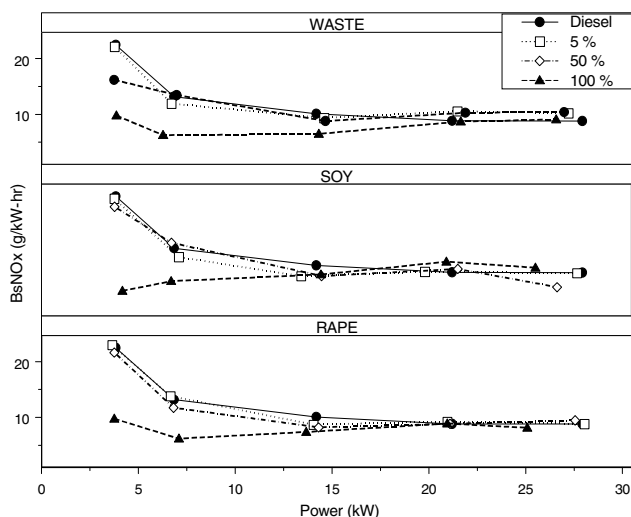 WASTE
Diesel
5 %
50 %
100 %
20
10
SOY
BsNOx (g/kW-hr)
RAPE
20
10
0 5 10 15 20 25 30
Power (kW)